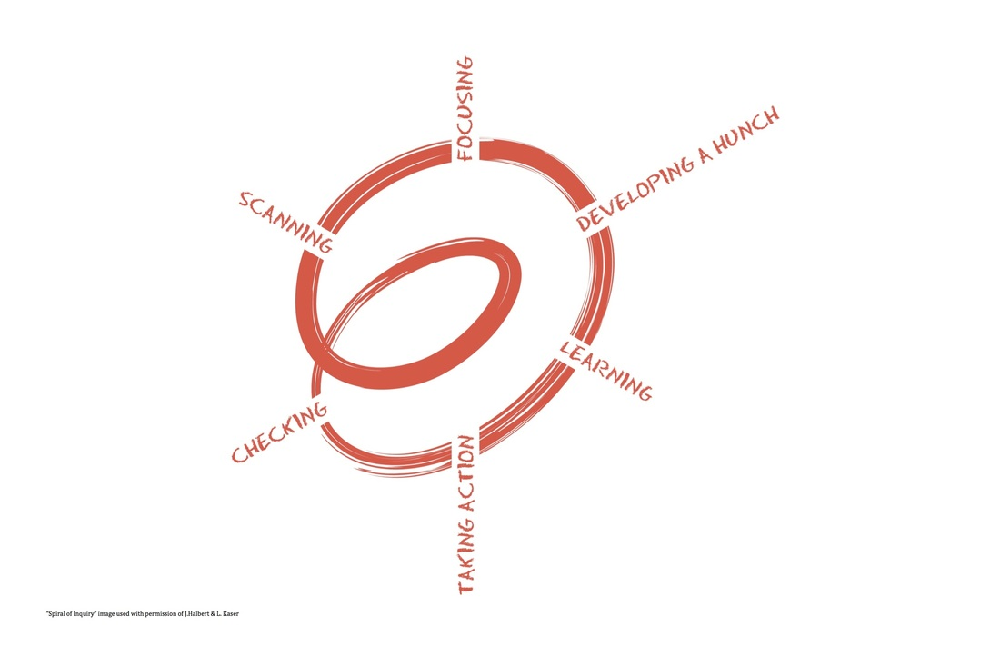 FOCUSING
DEVELOPING A HUNCH
SCANNING
LEARNING
CHECKING
TAKING ACTION
"Spiral of Inquiry" image used with permission of J.Halbert & L. Kaser